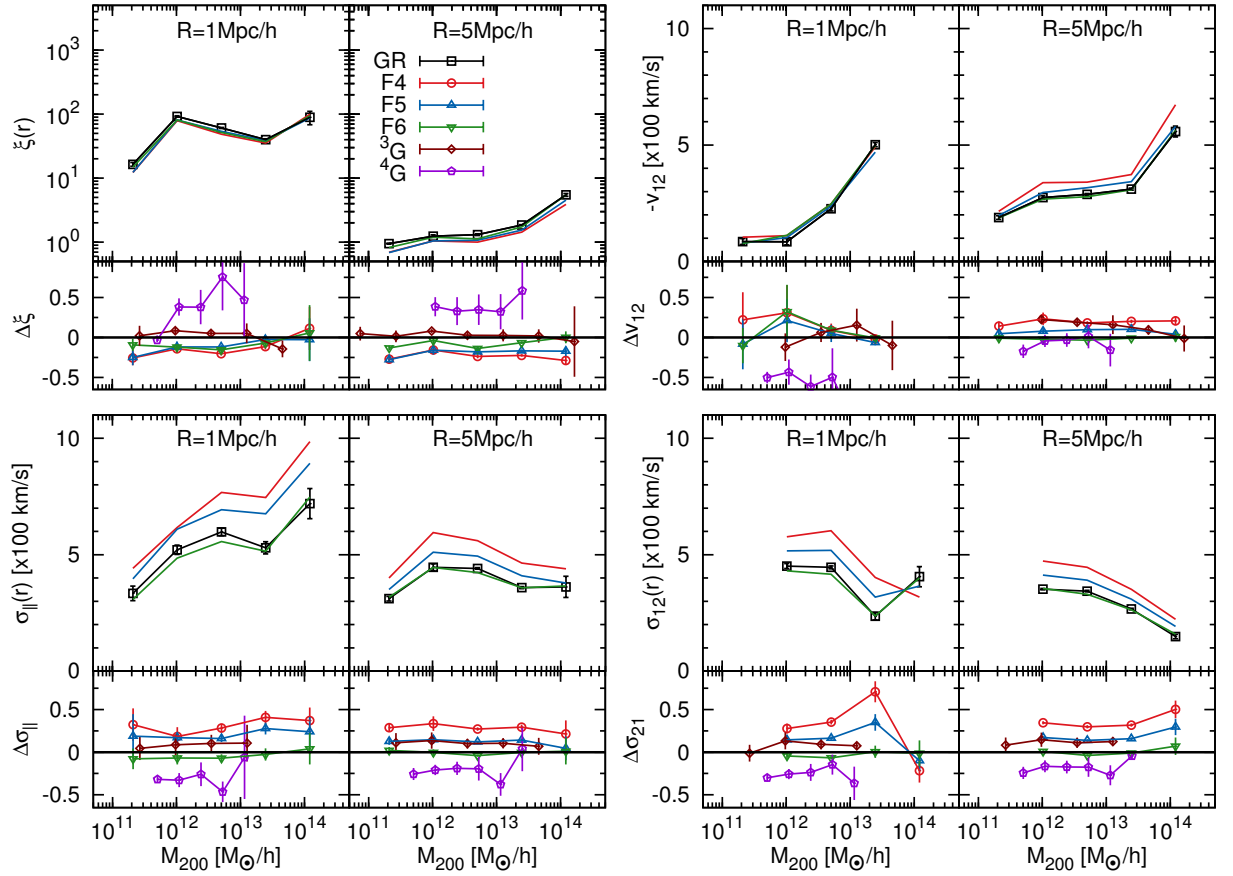 R=1Mpc/h
R=5Mpc/h
10³
10²
10¹
10⁰
ξ(r)
GR
F4
F5
F6
³G
⁴G
0.5
0
-0.5
Δξ
R=1Mpc/h
R=5Mpc/h
10
5
0
-v₁₂ [x100 km/s]
0.5
0
-0.5
Δv₁₂
R=1Mpc/h
R=5Mpc/h
10
5
0
σ||(r) [x100 km/s]
0.5
0
-0.5
Δσ||
10¹¹ 10¹² 10¹³ 10¹⁴
10¹¹ 10¹² 10¹³ 10¹⁴
M₂₀₀ [M☉/h]
M₂₀₀ [M☉/h]
R=1Mpc/h
R=5Mpc/h
10
5
0
σ₁₂(r) [x100 km/s]
0.5
0
-0.5
Δσ₂₁
10¹¹ 10¹² 10¹³ 10¹⁴
10¹¹ 10¹² 10¹³ 10¹⁴
M₂₀₀ [M☉/h]
M₂₀₀ [M☉/h]